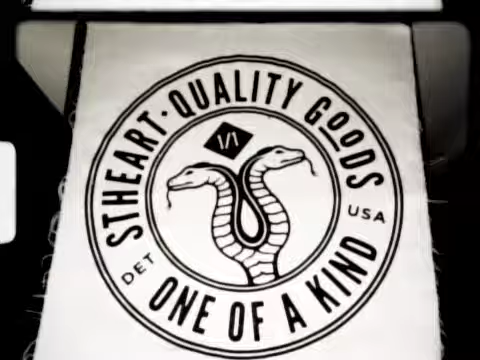 STHEART · QUALITY GOODS
1/1
DET
USA
ONE OF A KIND